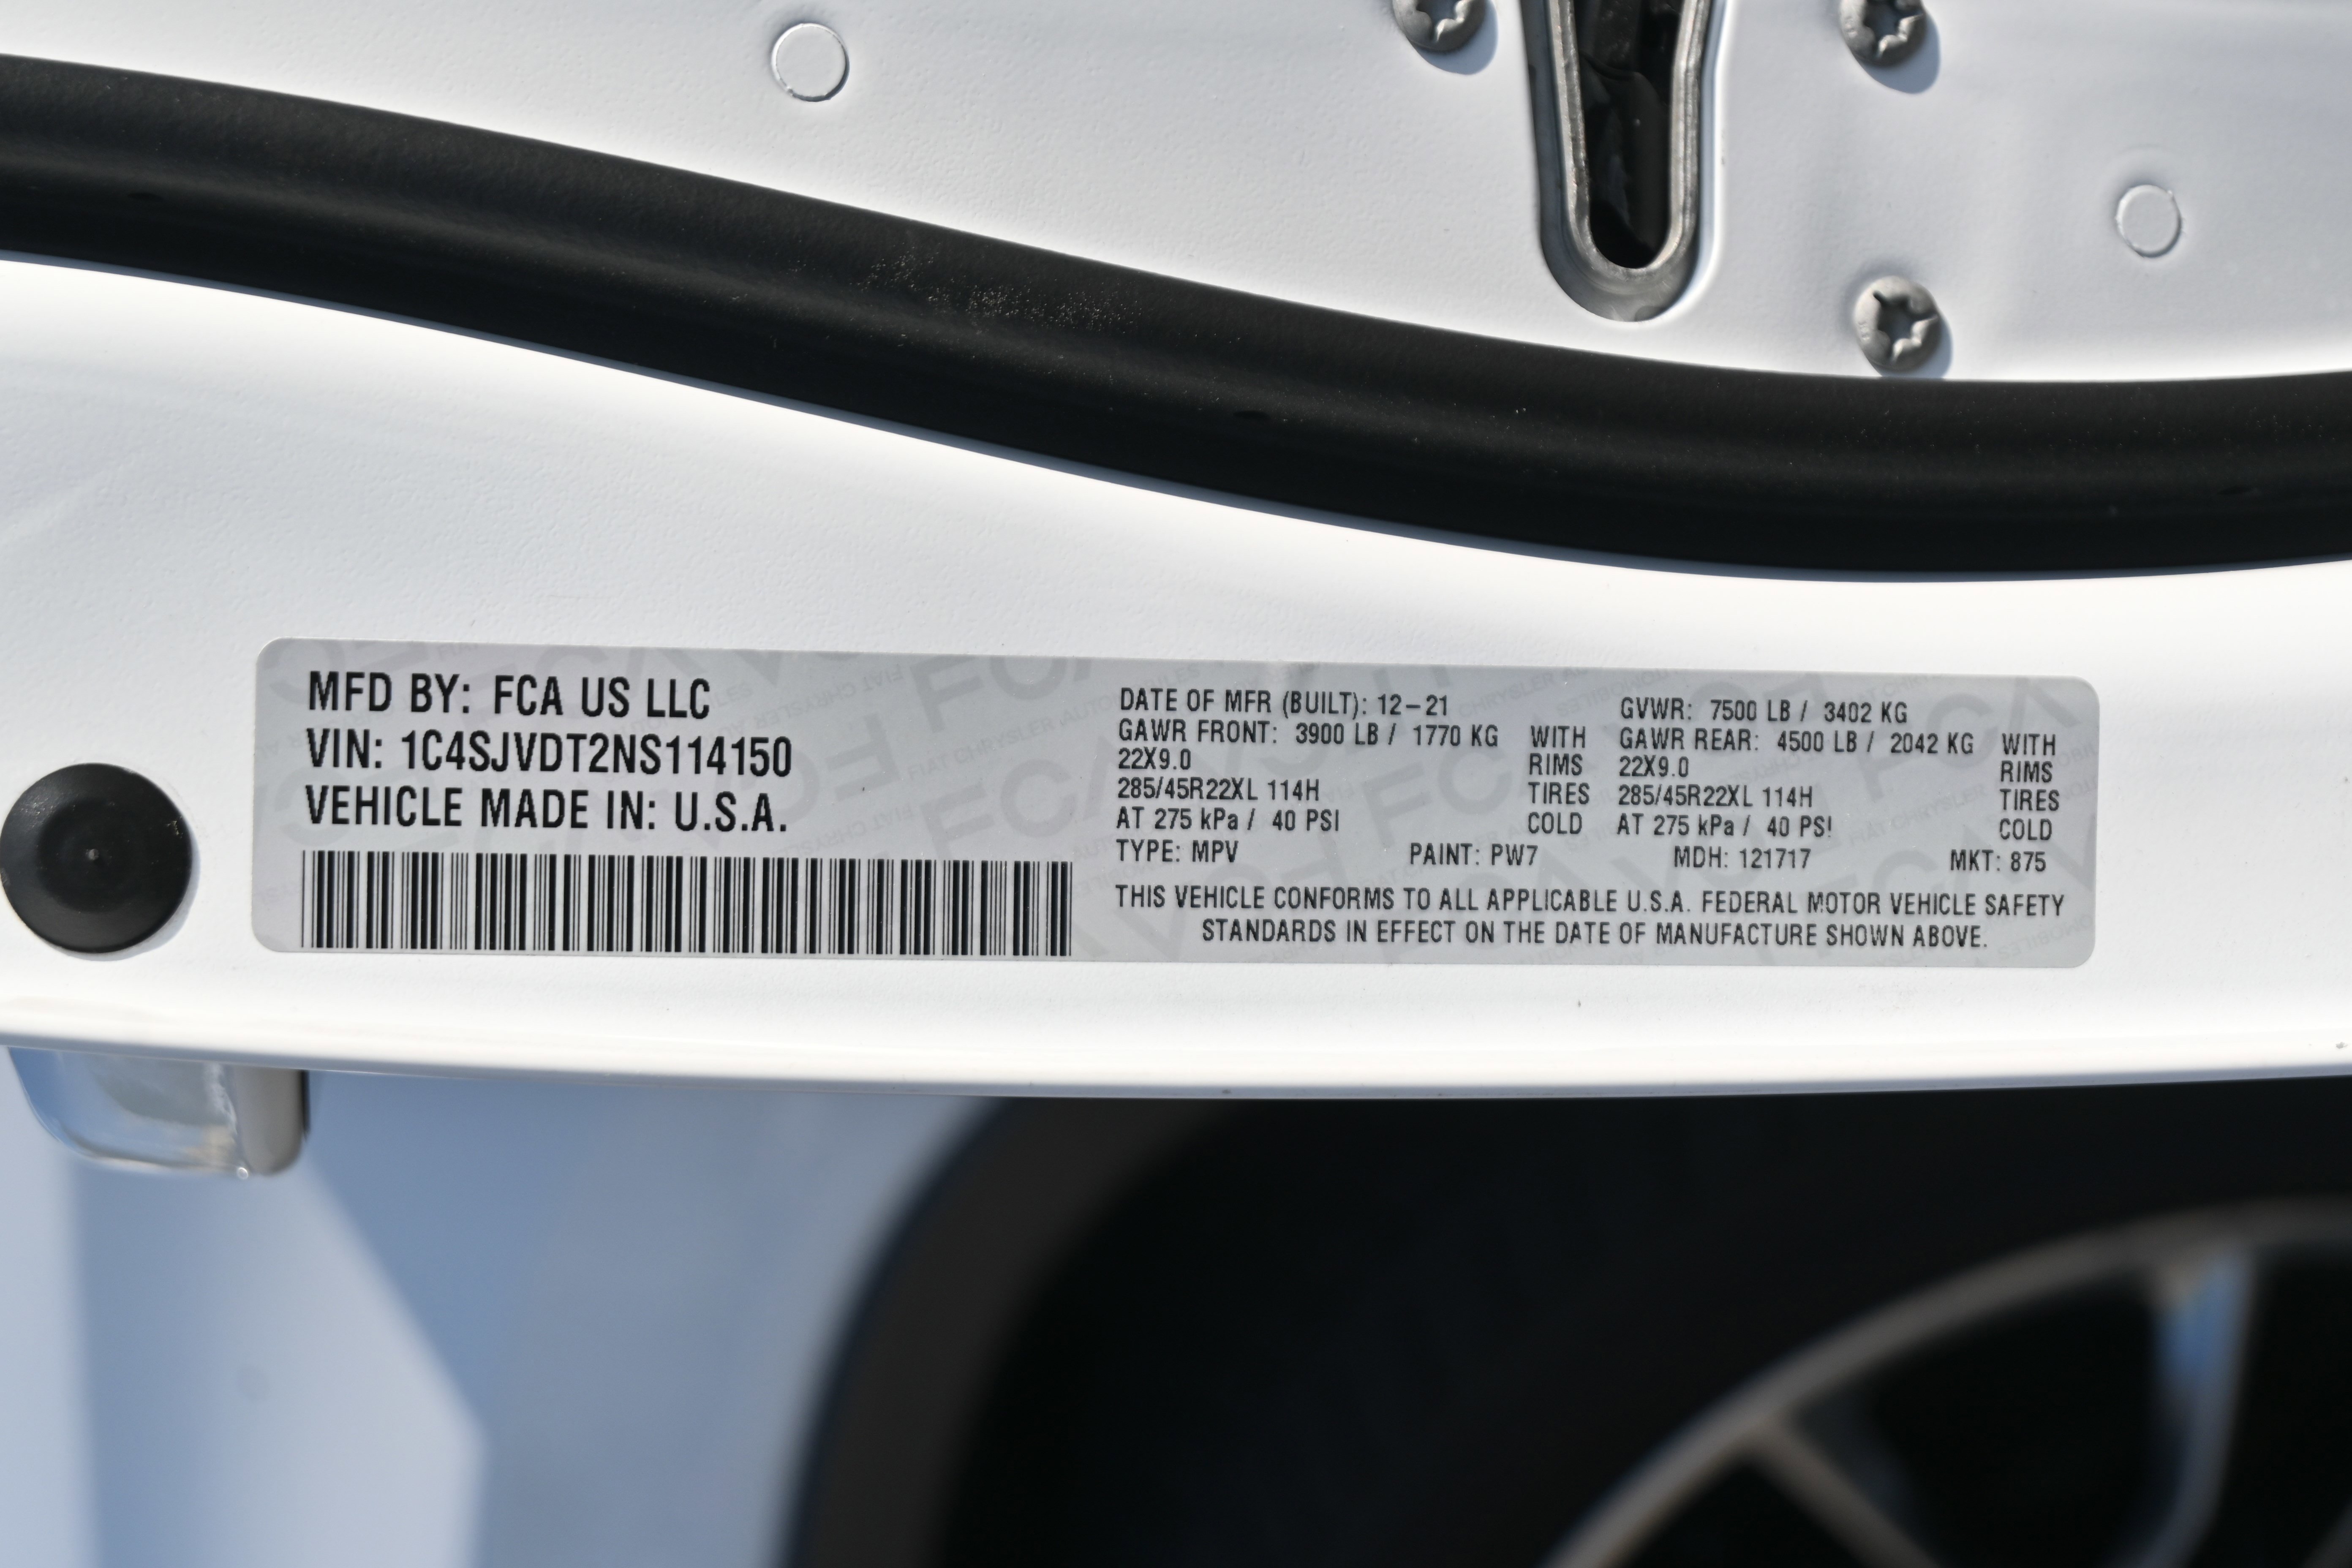 MFD BY: FCA US LLC
VIN: 1C4SJVDT2NS114150
VEHICLE MADE IN: U.S.A.
DATE OF MFR (BUILT): 12-21
GVWR: 7500 LB / 3402 KG
GAWR FRONT: 3900 LB / 1770 KG WITH
22X9.0 RIMS
285/45R22XL 114H TIRES
AT 275 kPa / 40 PSI COLD
GAWR REAR: 4500 LB / 2042 KG WITH
22X9.0 RIMS
285/45R22XL 114H TIRES
AT 275 kPa / 40 PSI COLD
TYPE: MPV PAINT: PW7 MDH: 121717 MKT: 875
THIS VEHICLE CONFORMS TO ALL APPLICABLE U.S.A. FEDERAL MOTOR VEHICLE SAFETY
STANDARDS IN EFFECT ON THE DATE OF MANUFACTURE SHOWN ABOVE.